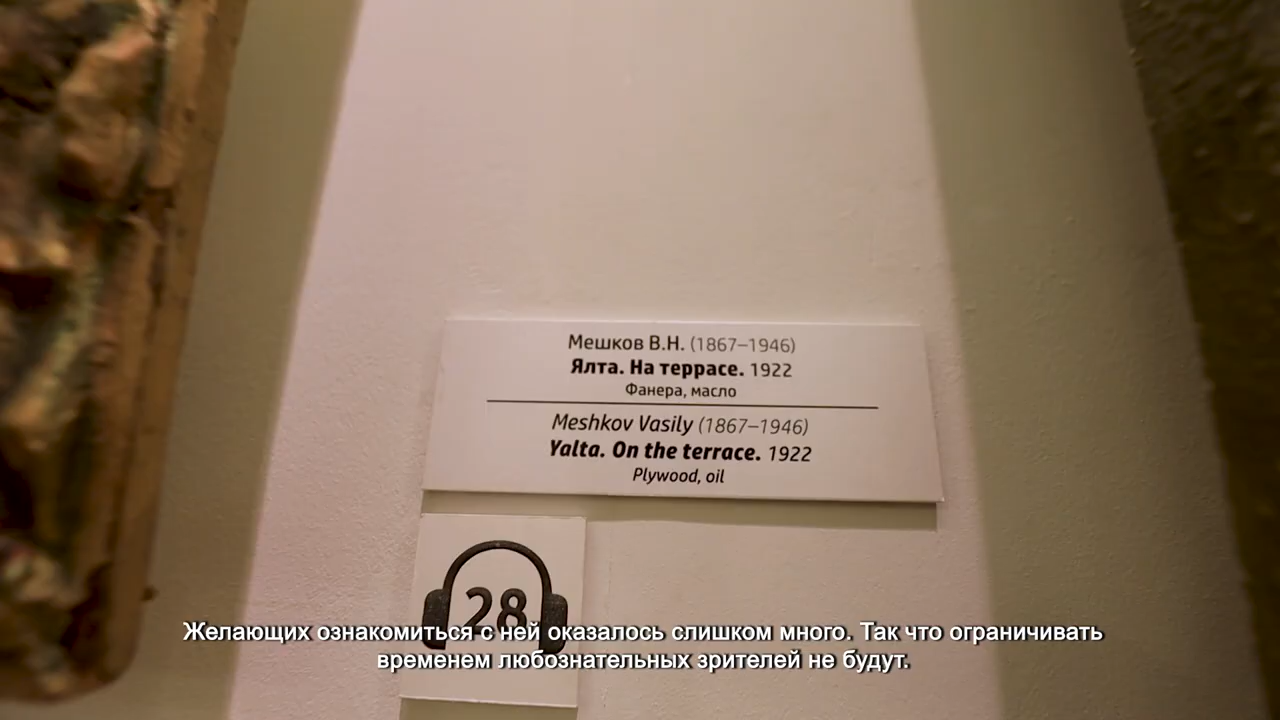 Мешков В.Н. (1867–1946)
Ялта. На террасе. 1922
Фанера, масло
Meshkov Vasily (1867–1946)
Yalta. On the terrace. 1922
Plywood, oil
28
Желающих ознакомиться с ней оказалось слишком много. Так что ограничивать
временем любознательных зрителей не будут.